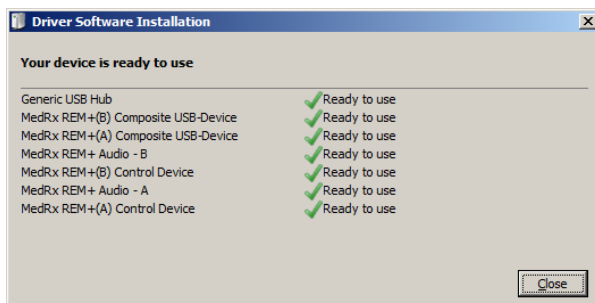 Driver Software Installation
Your device is ready to use
Generic USB Hub Ready to use
MedRx REM+(B) Composite USB-Device Ready to use
MedRx REM+(A) Composite USB-Device Ready to use
MedRx REM+ Audio - B Ready to use
MedRx REM+(B) Control Device Ready to use
MedRx REM+ Audio - A Ready to use
MedRx REM+(A) Control Device Ready to use
Close